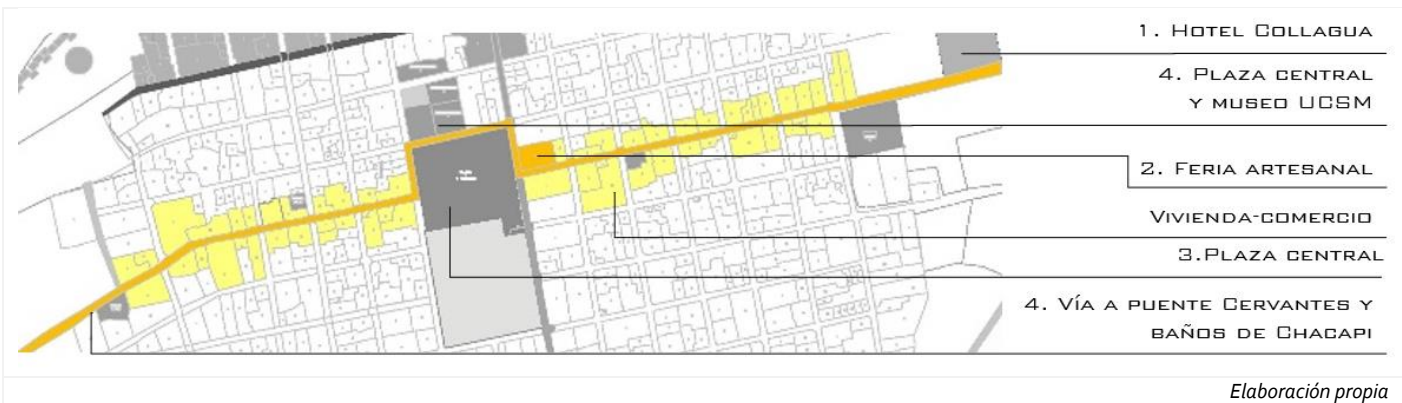 1. Hotel Collagua
4. Plaza central
y museo UCSM
2. Feria artesanal
Vivienda-comercio
3.Plaza central
4. Vía a puente Cervantes y
baños de Chacapi
Elaboración propia